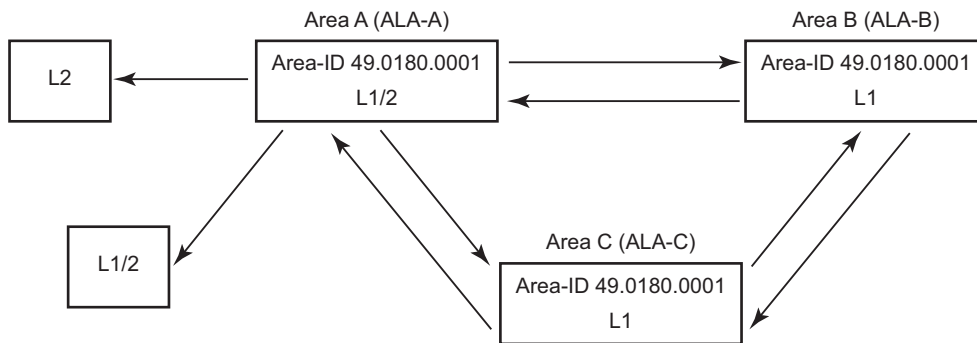 Area A (ALA-A)
Area B (ALA-B)
L2
Area-ID 49.0180.0001
L1/2
Area-ID 49.0180.0001
L1
L1/2
Area C (ALA-C)
Area-ID 49.0180.0001
L1